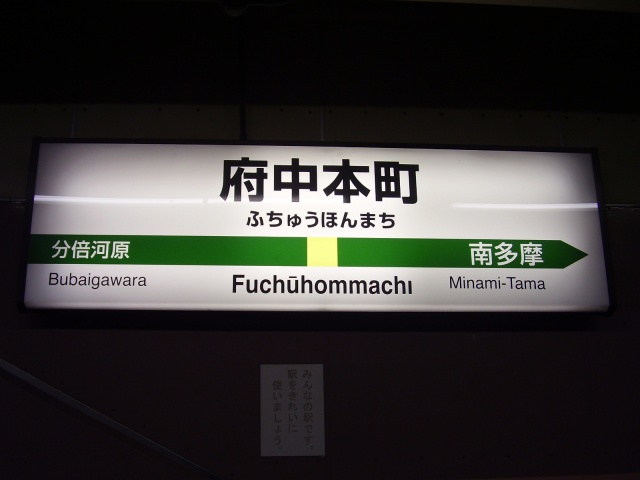 府中本町
ふちゅうほんまち
分倍河原 南多摩
Bubaigawara Fuchūhommachi Minami-Tama
みんなの駅です。
駅をきれいに
使いましょう。